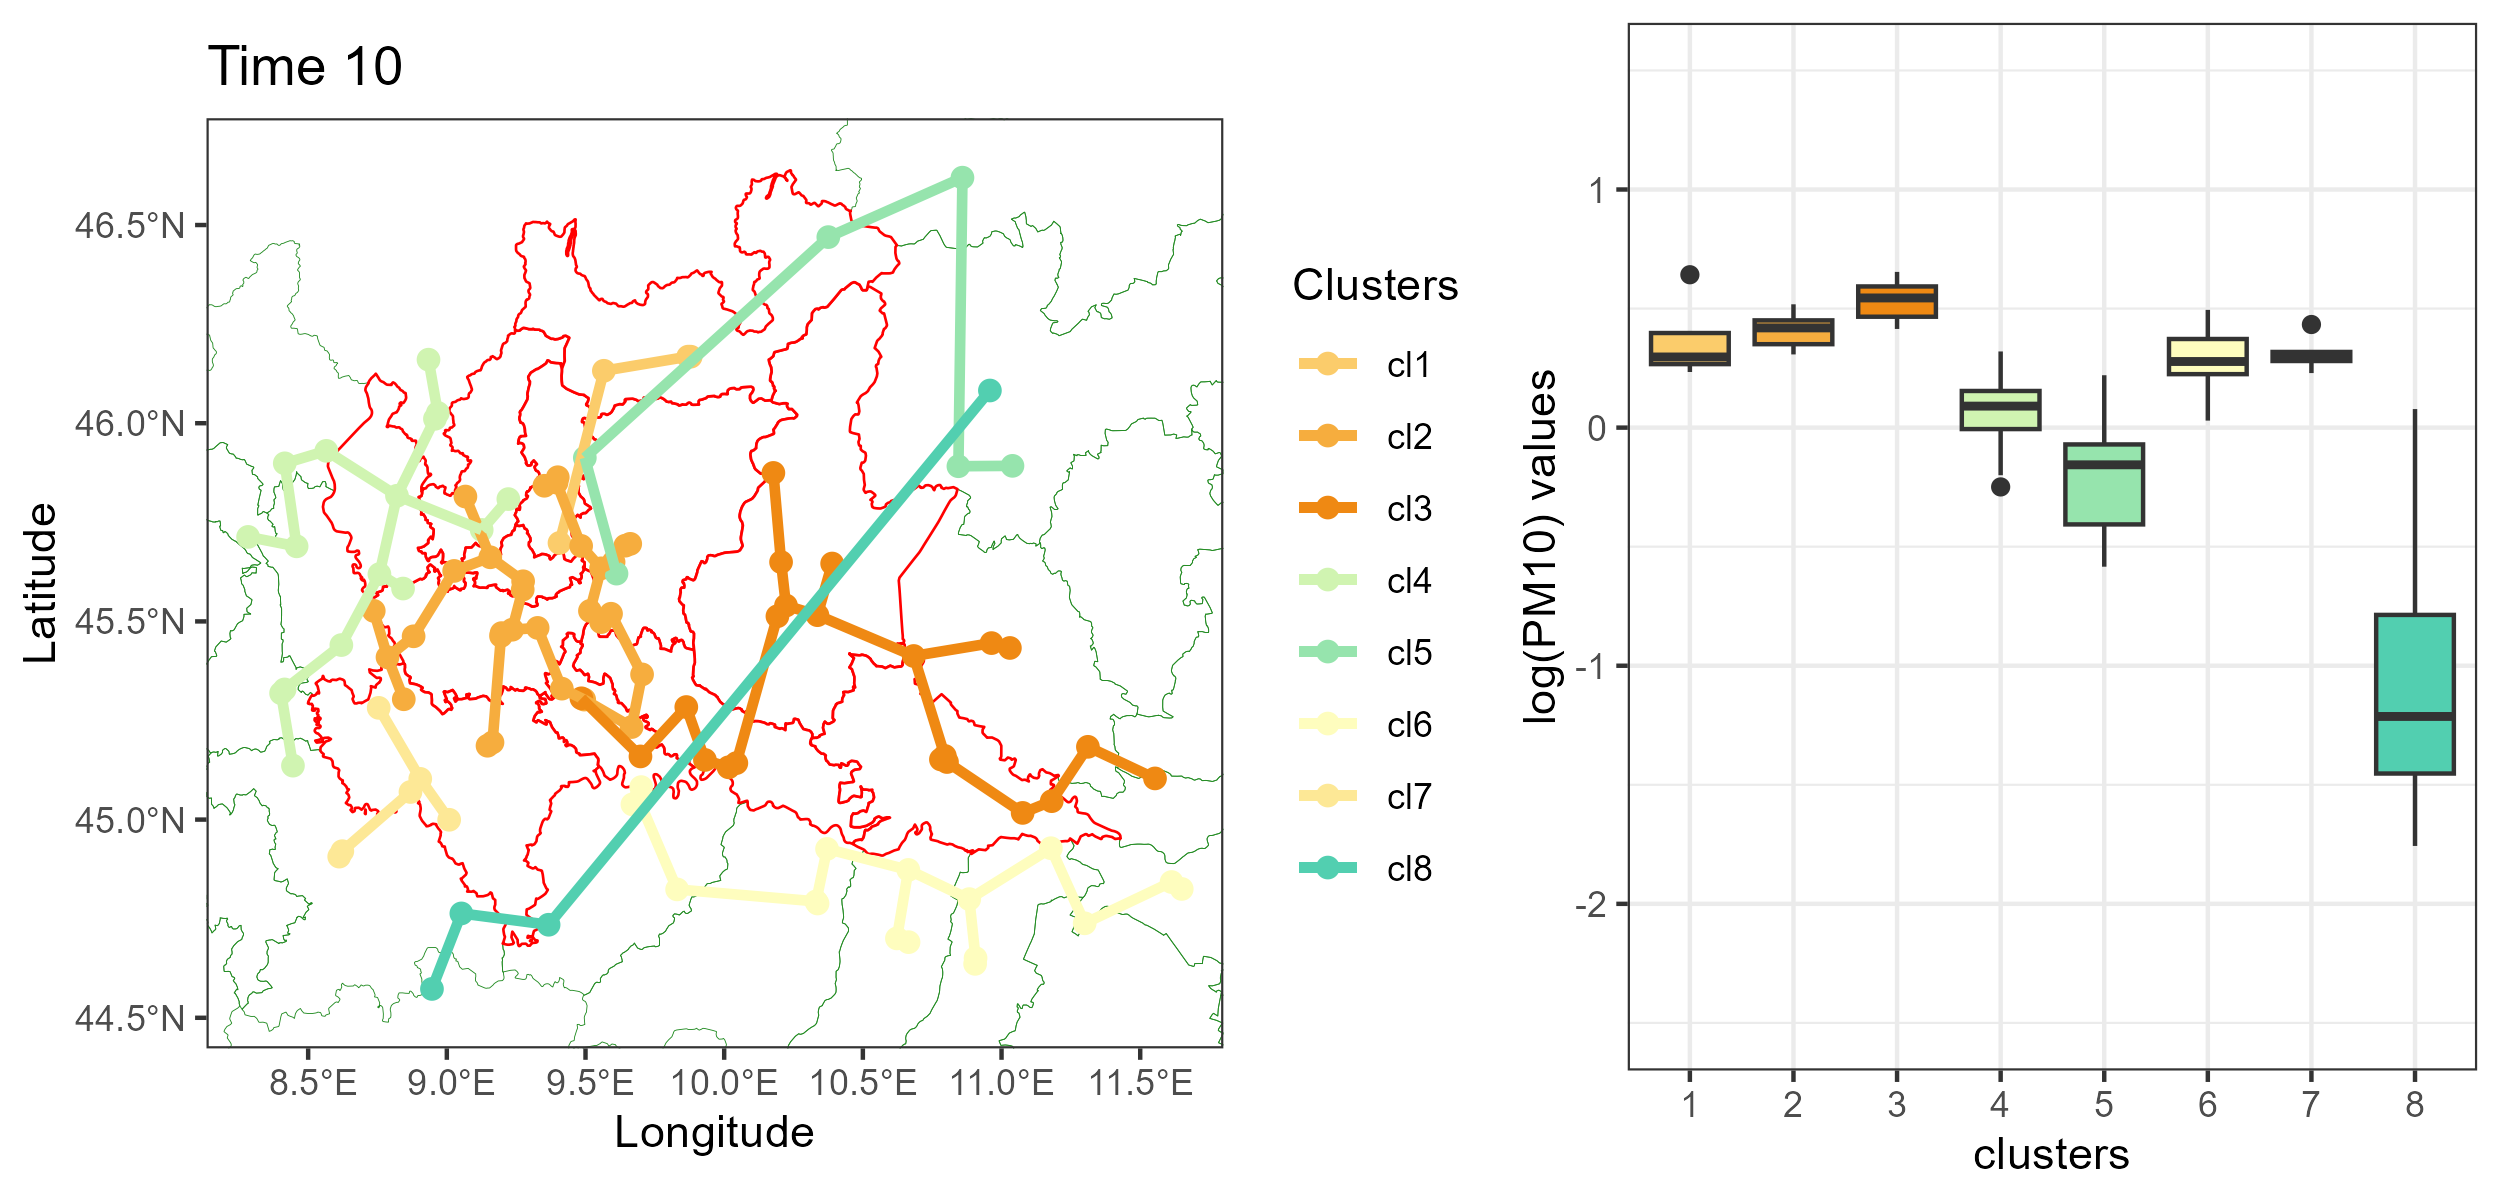 Time 10
Latitude
46.5°N
46.0°N
45.5°N
45.0°N
44.5°N
8.5°E 9.0°E 9.5°E 10.0°E 10.5°E 11.0°E 11.5°E
Longitude
Clusters
cl1
cl2
cl3
cl4
cl5
cl6
cl7
cl8
log(PM10) values
1
0
-1
-2
1 2 3 4 5 6 7 8
clusters